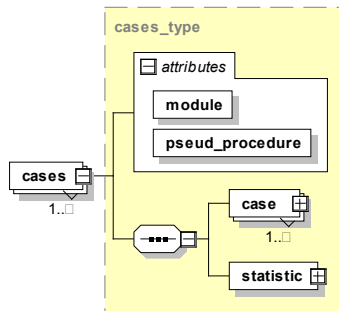 cases_type
attributes
module
pseud_procedure
cases
1..□
case
1..□
statistic